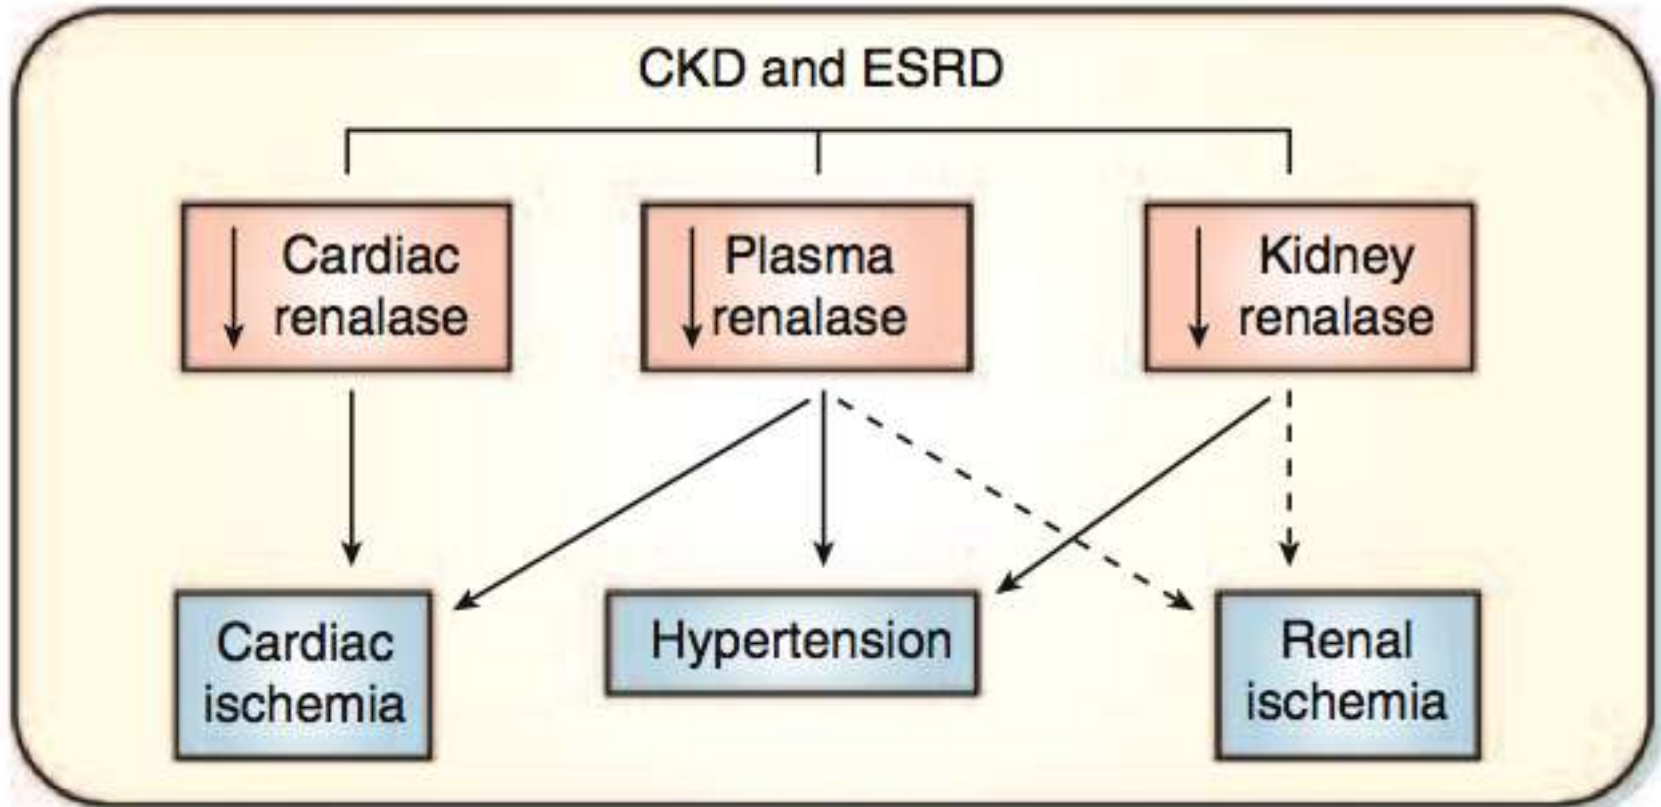 CKD and ESRD
Cardiac
renalase
Plasma
renalase
Kidney
renalase
Cardiac
ischemia
Hypertension
Renal
ischemia